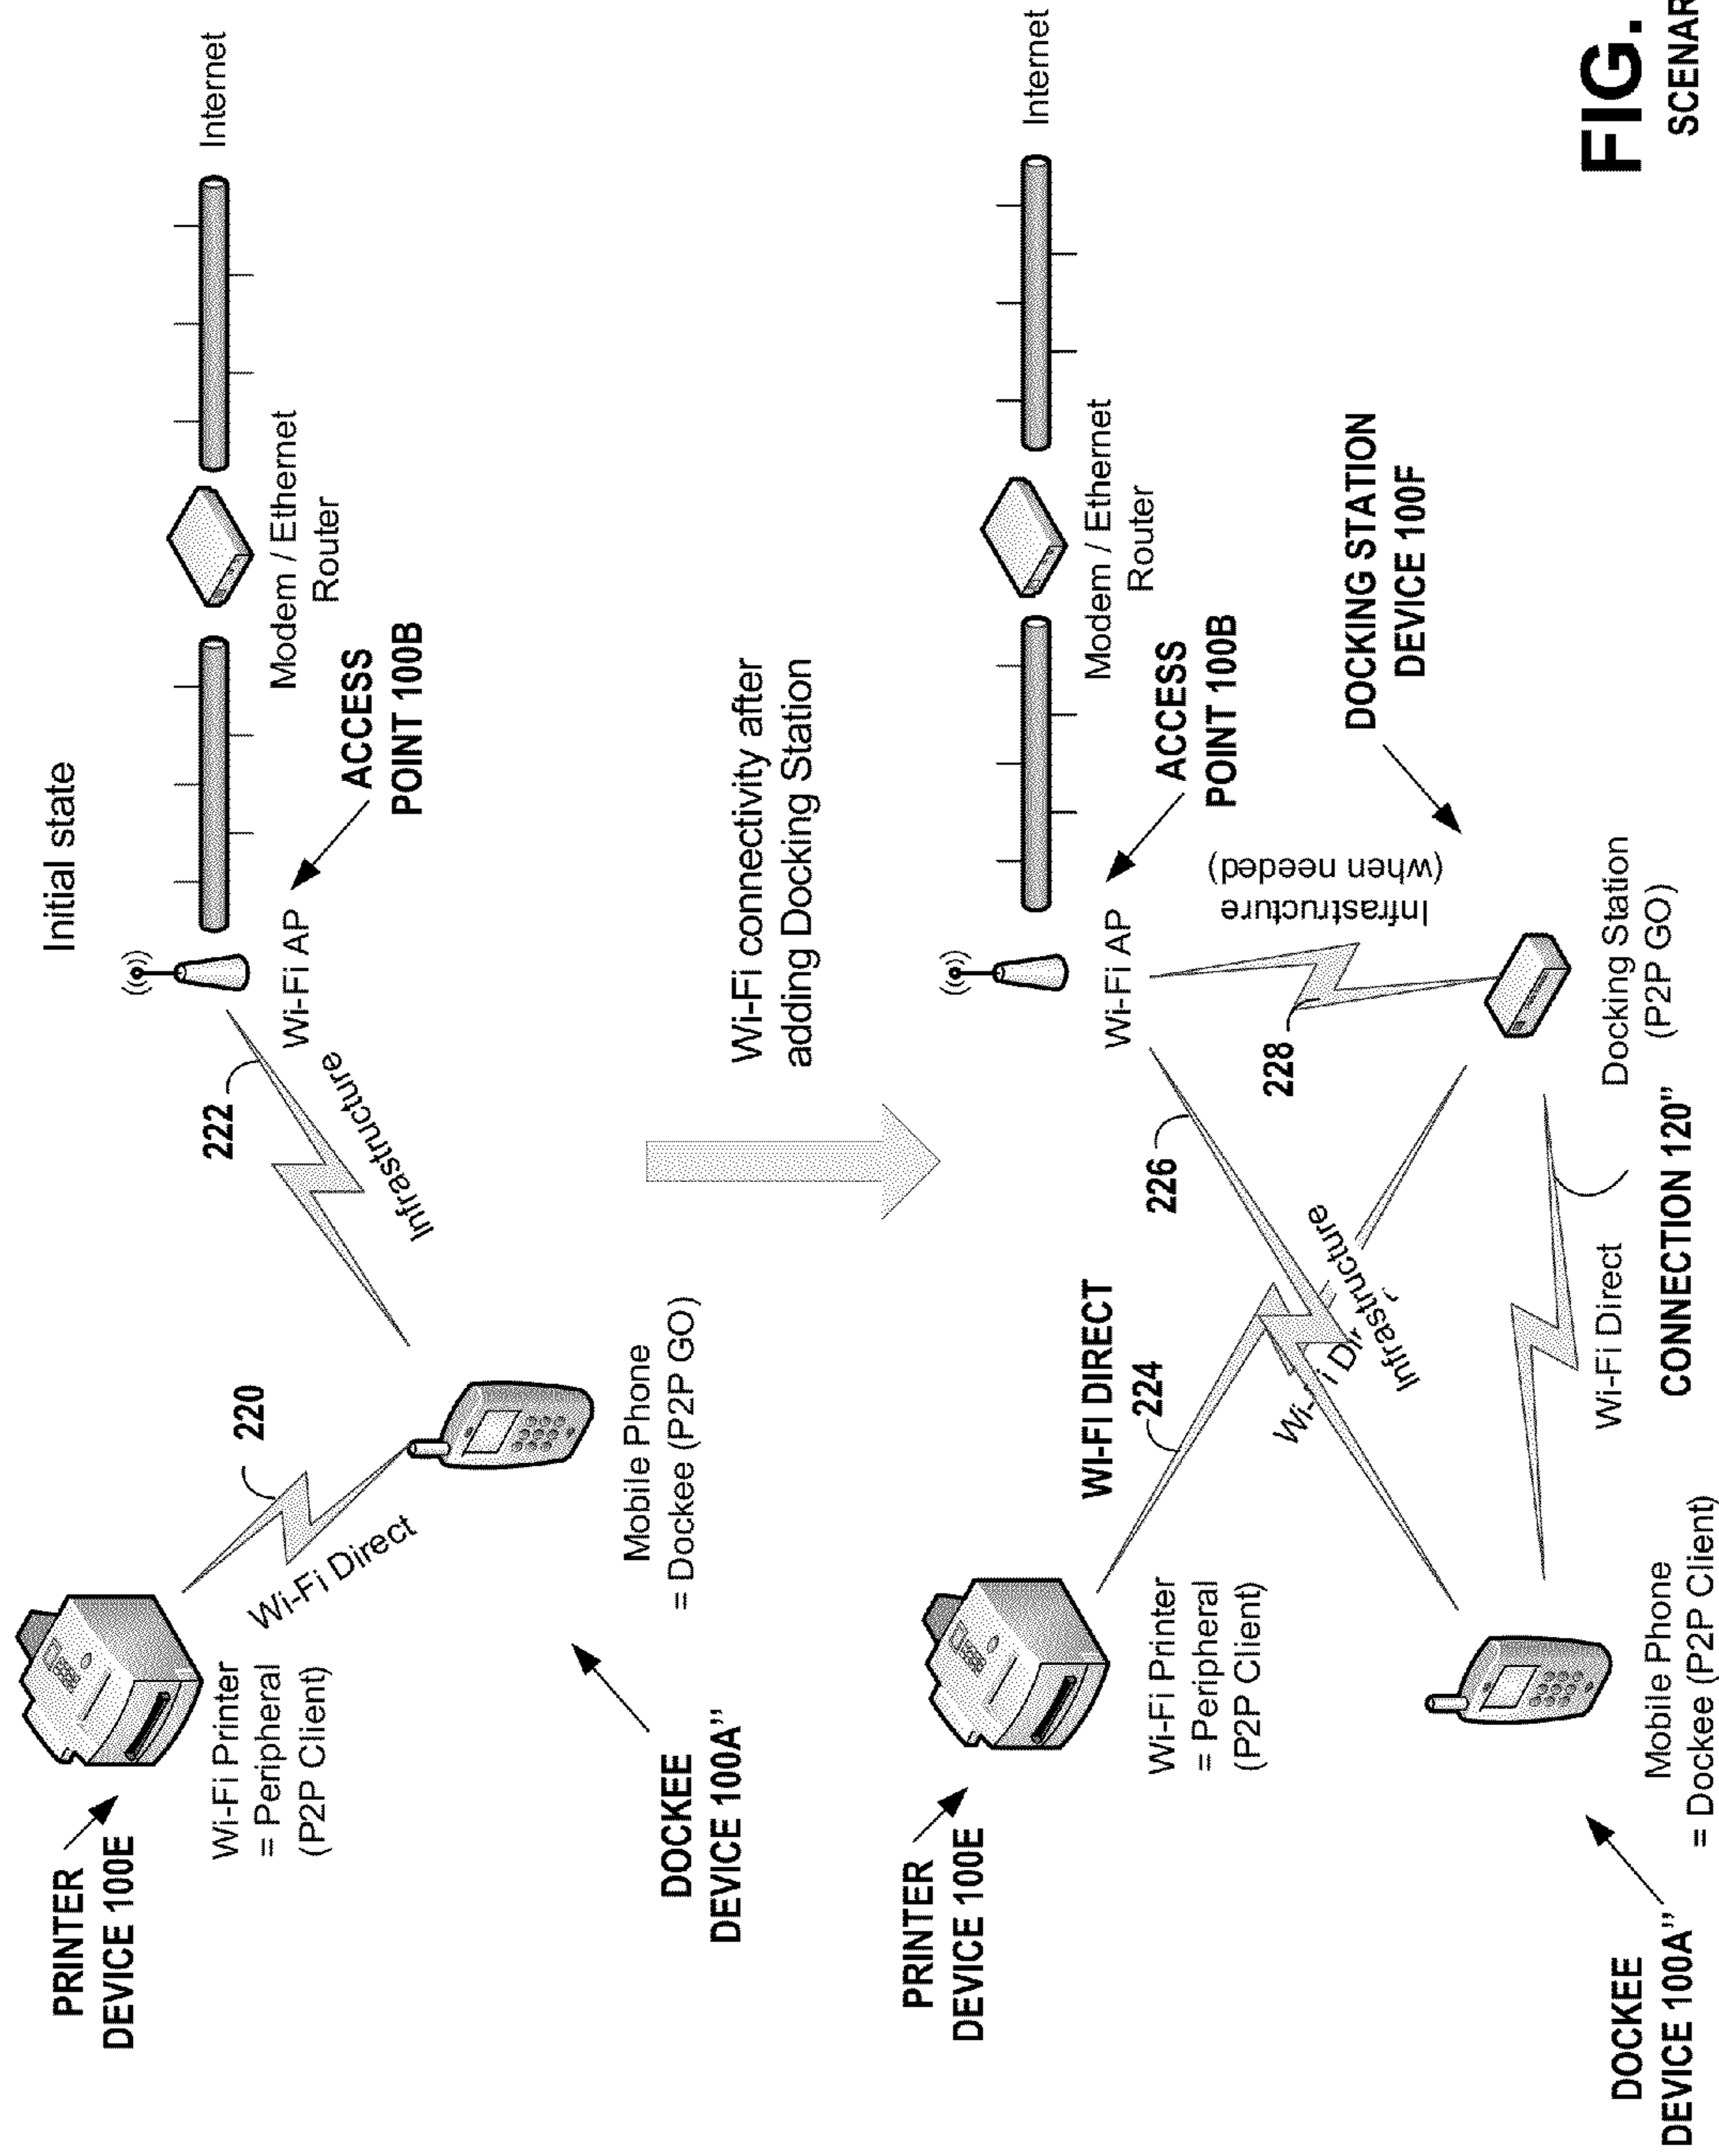 Initial state
PRINTER
DEVICE 100E
Wi-Fi Printer
= Peripheral
(P2P Client)
Wi-Fi Direct
220
DOCKEE
DEVICE 100A"
Mobile Phone
= Dockee (P2P GO)
222
Infrastructure
Wi-Fi AP
ACCESS
POINT 100B
Modem / Ethernet
Router
Internet
Wi-Fi connectivity after
adding Docking Station
PRINTER
DEVICE 100E
Wi-Fi Printer
= Peripheral
(P2P Client)
WI-FI DIRECT
224
226
Infrastructure
Wi-Fi AP
ACCESS
POINT 100B
Modem / Ethernet
Router
Internet
228
Infrastructure
(when needed)
DOCKING STATION
DEVICE 100F
Docking Station
(P2P GO)
Wi-Fi Direct
CONNECTION 120"
DOCKEE
DEVICE 100A"
Mobile Phone
= Dockee (P2P Client)
FIG.